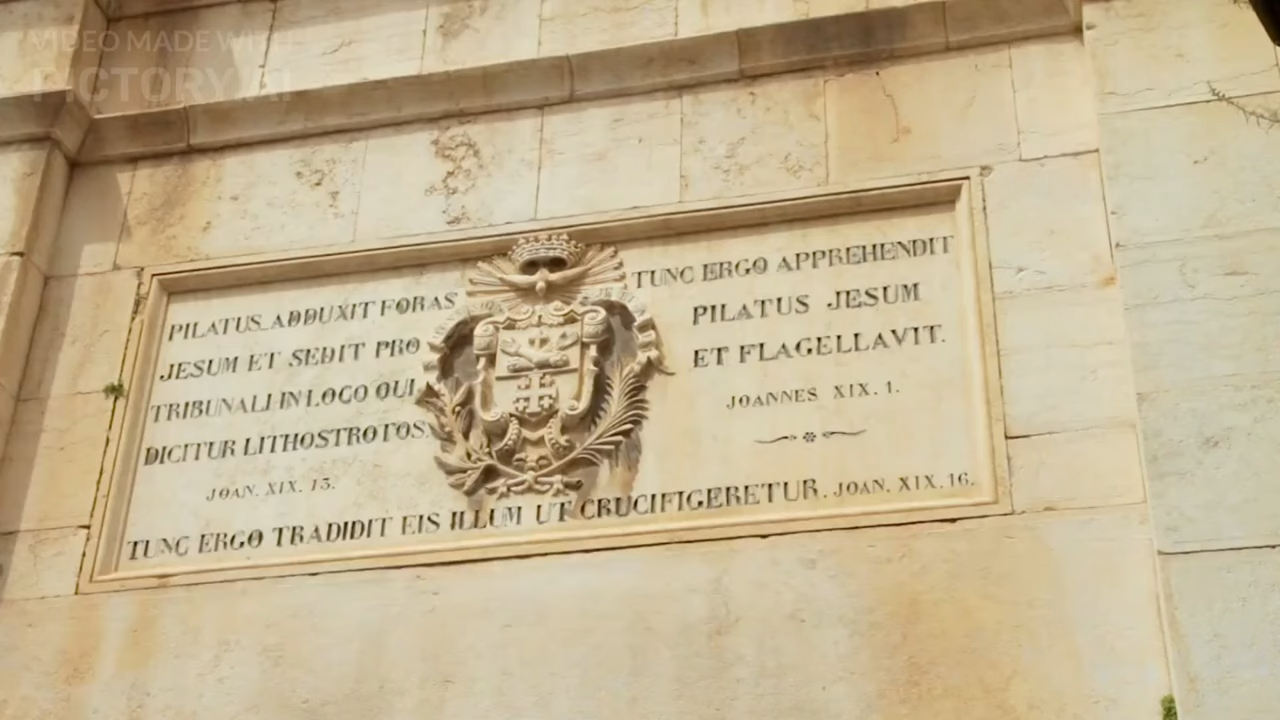 VIDEO MADE WITH
PICTORY.AI
PILATUS ADDUXIT FORAS
JESUM ET SEDIT PRO
TRIBUNALI IN LOCO QUI
DICITUR LITHOSTROTOS.
JOAN. XIX. 13.
TUNC ERGO APPREHENDIT
PILATUS JESUM
ET FLAGELLAVIT.
JOANNES XIX. 1.
TUNC ERGO TRADIDIT EIS ILLUM UT CRUCIFIGERETUR. JOAN. XIX. 16.